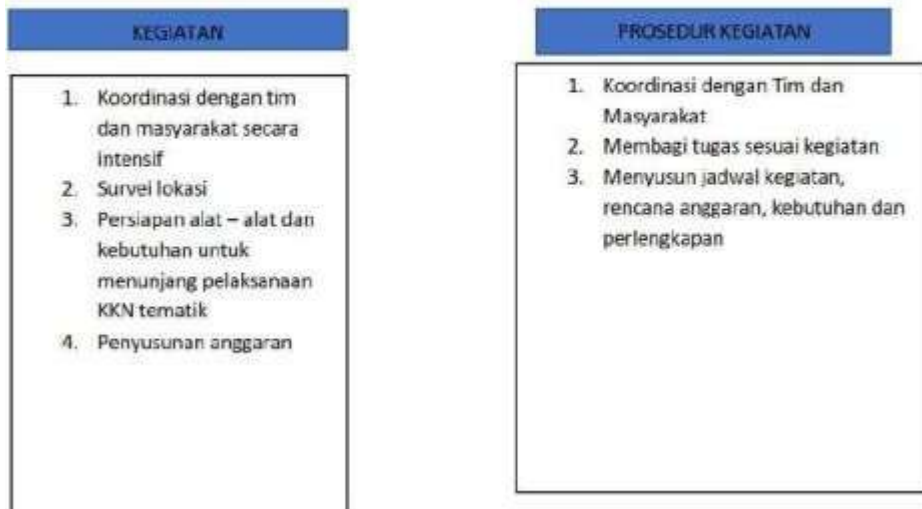 KEGIATAN
1. Koordinasi dengan tim
dan masyarakat secara
intensif
2. Survei lokasi
3. Persiapan alat – alat dan
kebutuhan untuk
menunjang pelaksanaan
KKN tematik
4. Penyusunan anggaran
PROSEDUR KEGIATAN
1. Koordinasi dengan Tim dan
Masyarakat
2. Membagi tugas sesuai kegiatan
3. Menyusun jadwal kegiatan,
rencana anggaran, kebutuhan dan
perlengkapan